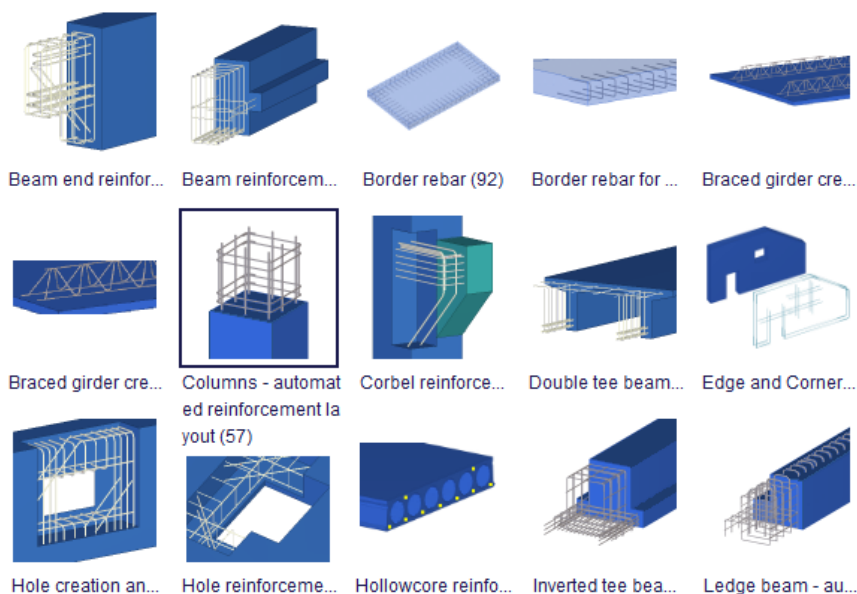 Beam end reinfor...
Beam reinforcem...
Border rebar (92)
Border rebar for ...
Braced girder cre...
Braced girder cre...
Columns - automat
ed reinforcement la
yout (57)
Corbel reinforce...
Double tee beam...
Edge and Corner...
Hole creation an...
Hole reinforceme...
Hollowcore reinfo...
Inverted tee bea...
Ledge beam - au...